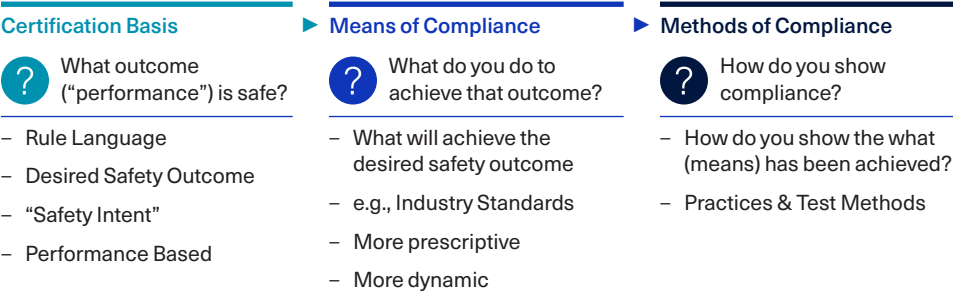 Certification Basis
? What outcome
("performance") is safe?
– Rule Language
– Desired Safety Outcome
– "Safety Intent"
– Performance Based
Means of Compliance
? What do you do to
achieve that outcome?
– What will achieve the
desired safety outcome
– e.g., Industry Standards
– More prescriptive
– More dynamic
Methods of Compliance
? How do you show
compliance?
– How do you show the what
(means) has been achieved?
– Practices & Test Methods